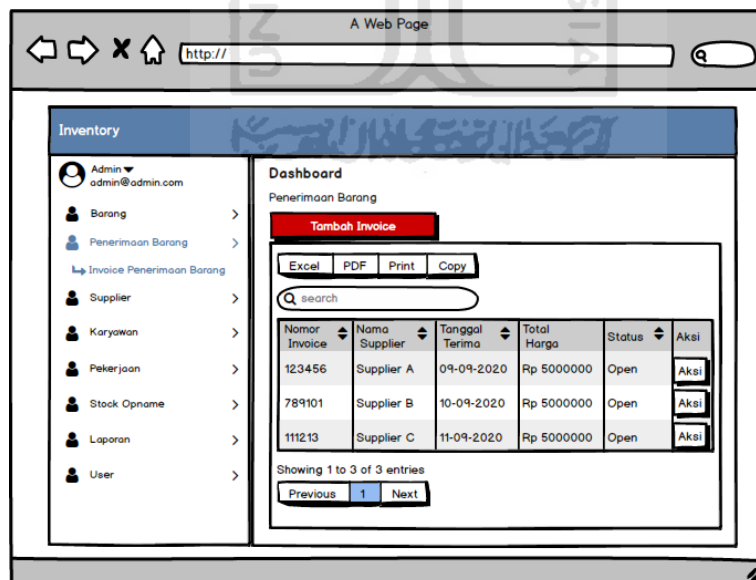 A Web Page
http://
Inventory
Admin
admin@admin.com
Barang
Penerimaan Barang
Invoice Penerimaan Barang
Supplier
Karyawan
Pekerjaan
Stock Opname
Laporan
User
Dashboard
Penerimaan Barang
Tambah Invoice
Excel PDF Print Copy
search
Nomor Invoice Nama Supplier Tanggal Terima Total Harga Status Aksi
123456 Supplier A 09-09-2020 Rp 5000000 Open Aksi
789101 Supplier B 10-09-2020 Rp 5000000 Open Aksi
111213 Supplier C 11-09-2020 Rp 5000000 Open Aksi
Showing 1 to 3 of 3 entries
Previous 1 Next